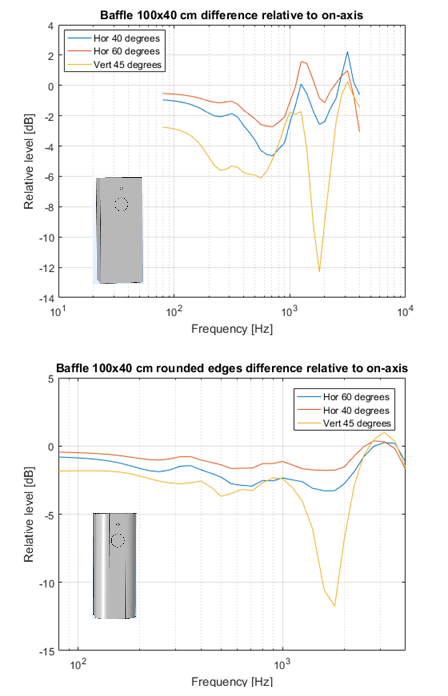 Baffle 100x40 cm difference relative to on-axis
4
Hor 40 degrees
Hor 60 degrees
Vert 45 degrees
2
0
-2
-4
-6
-8
-10
-12
-14
Relative level [dB]
10^1 10^2 10^3 10^4
Frequency [Hz]
Baffle 100x40 cm rounded edges difference relative to on-axis
5
Hor 60 degrees
Hor 40 degrees
Vert 45 degrees
0
-5
-10
-15
Relative level [dB]
10^2 10^3
Frequency [Hz]